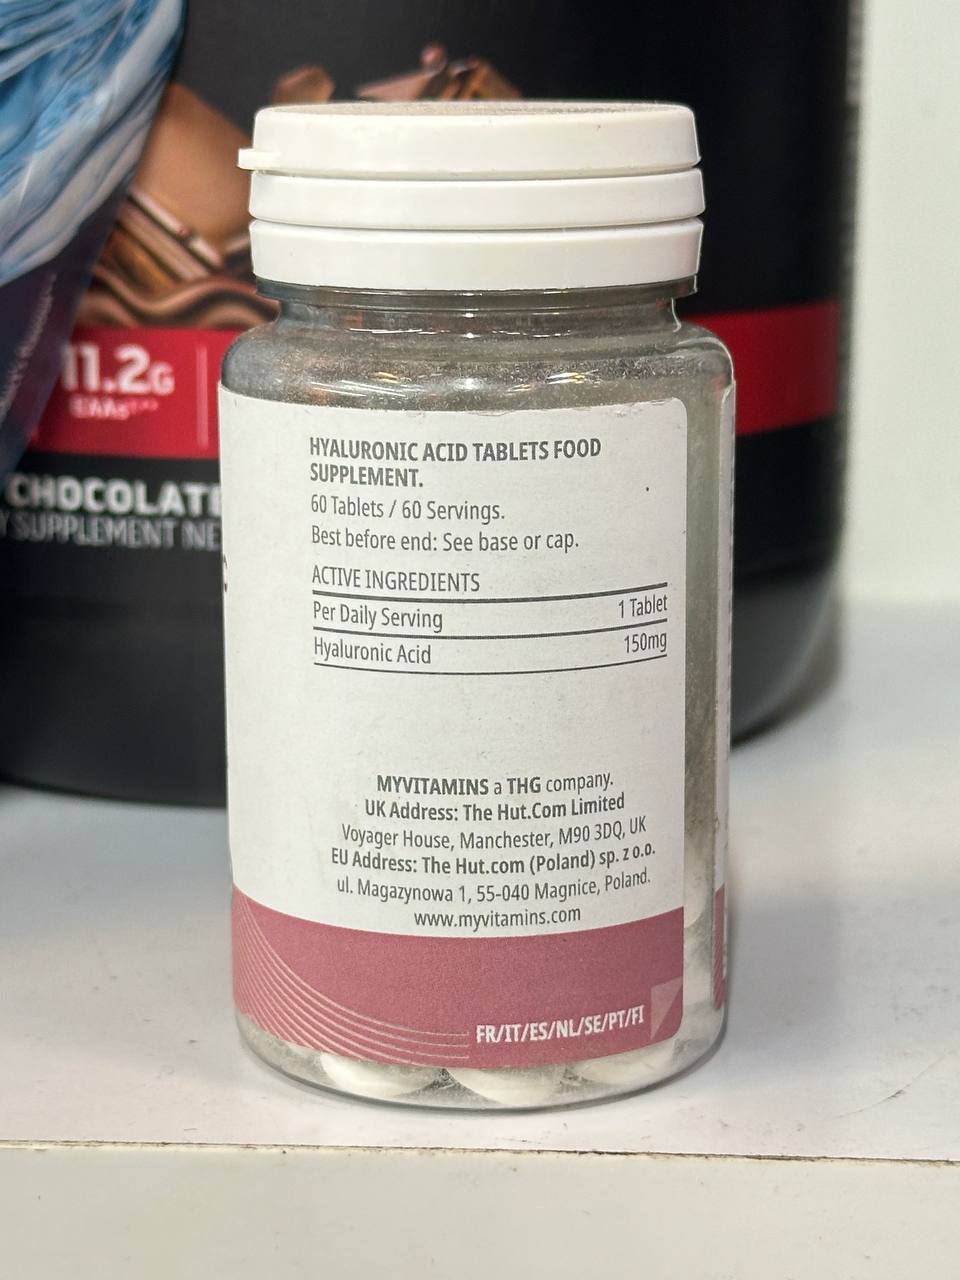 HYALURONIC ACID TABLETS FOOD
SUPPLEMENT.
60 Tablets / 60 Servings.
Best before end: See base or cap.
ACTIVE INGREDIENTS
Per Daily Serving 1 Tablet
Hyaluronic Acid 150mg
MYVITAMINS a THG company.
UK Address: The Hut.Com Limited
Voyager House, Manchester, M90 3DQ, UK
EU Address: The Hut.com (Poland) sp. z o.o.
ul. Magazynowa 1, 55-040 Magnice, Poland.
www.myvitamins.com
FR/IT/ES/NL/SE/PT/FI
11.2G
EAAs
CHOCOLATE
SUPPLEMENT NE